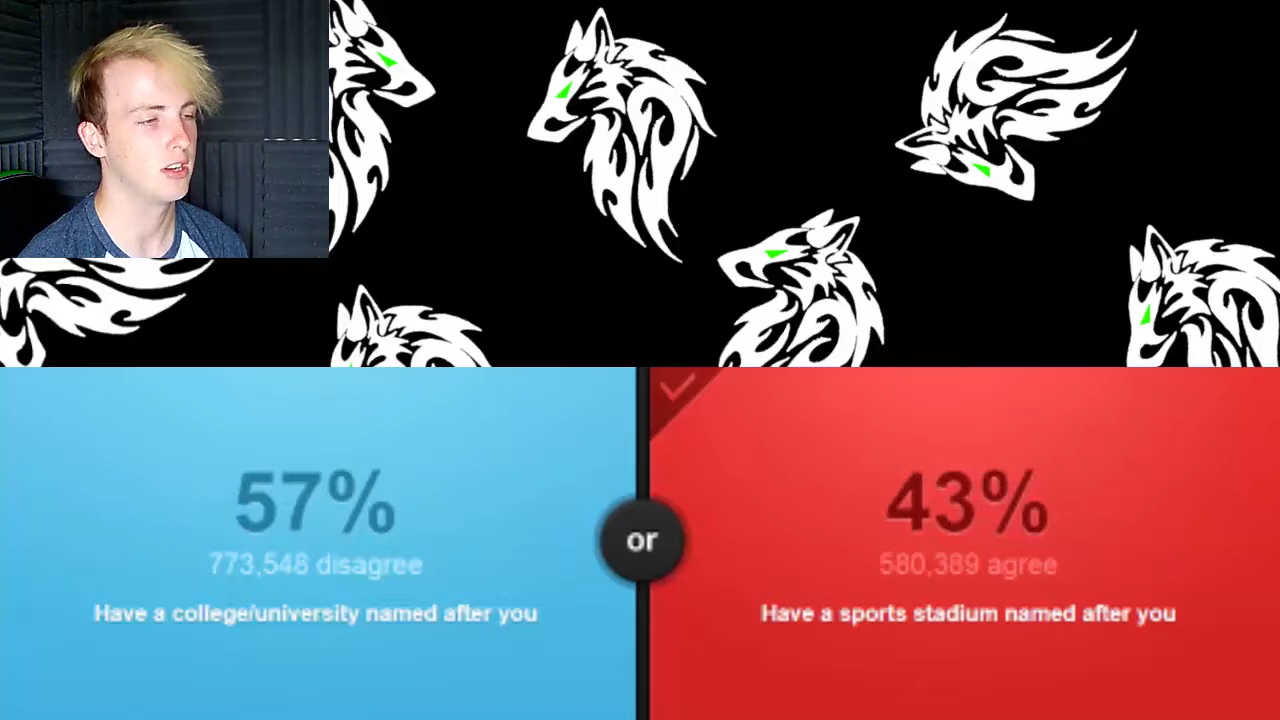 57%
773,548 disagree
Have a college/university named after you
or
43%
580,389 agree
Have a sports stadium named after you